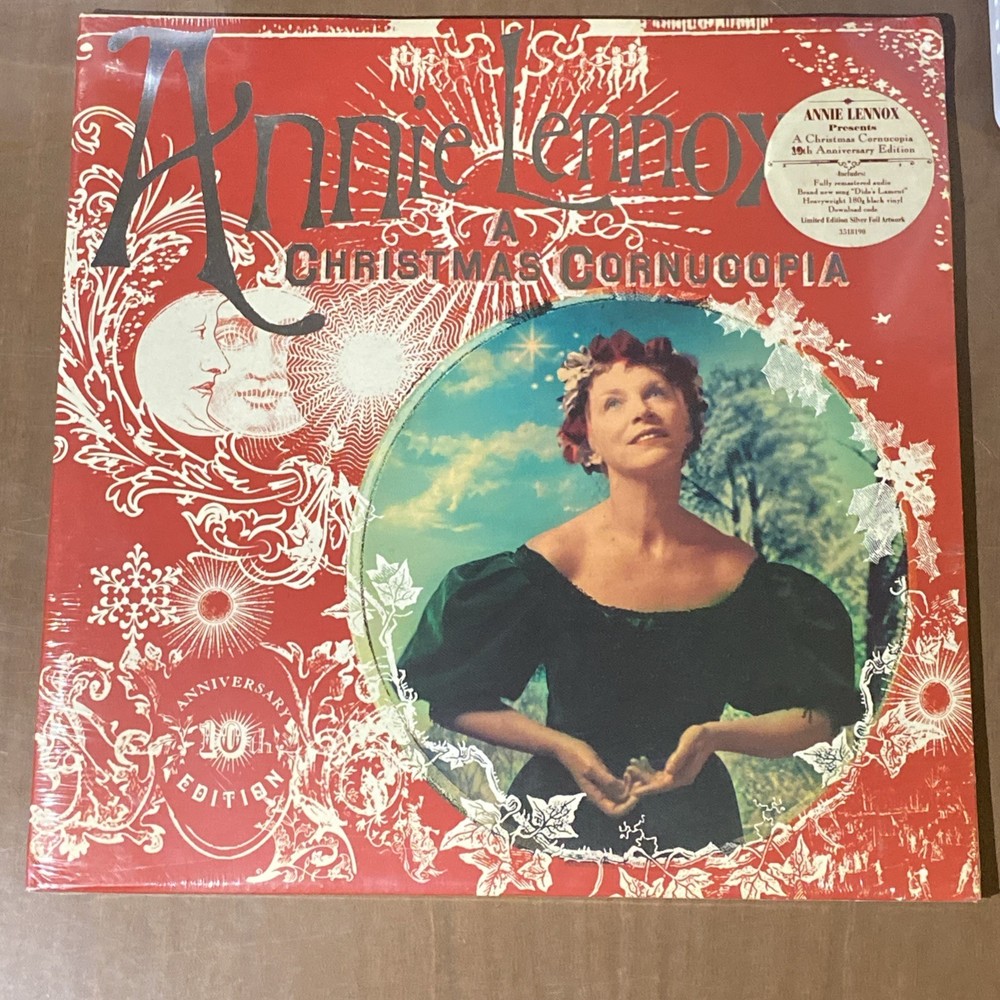 Annie Lennox
A
CHRISTMAS CORNUCOPIA
ANNIE LENNOX
Presents
A Christmas Cornucopia
10th Anniversary Edition
Includes:
Fully remastered audio
Brand new song "Dido's Lament"
Heavyweight 180g black vinyl
Download code
Limited Edition Silver Foil Artwork
3518198
ANNIVERSARY
10th
EDITION